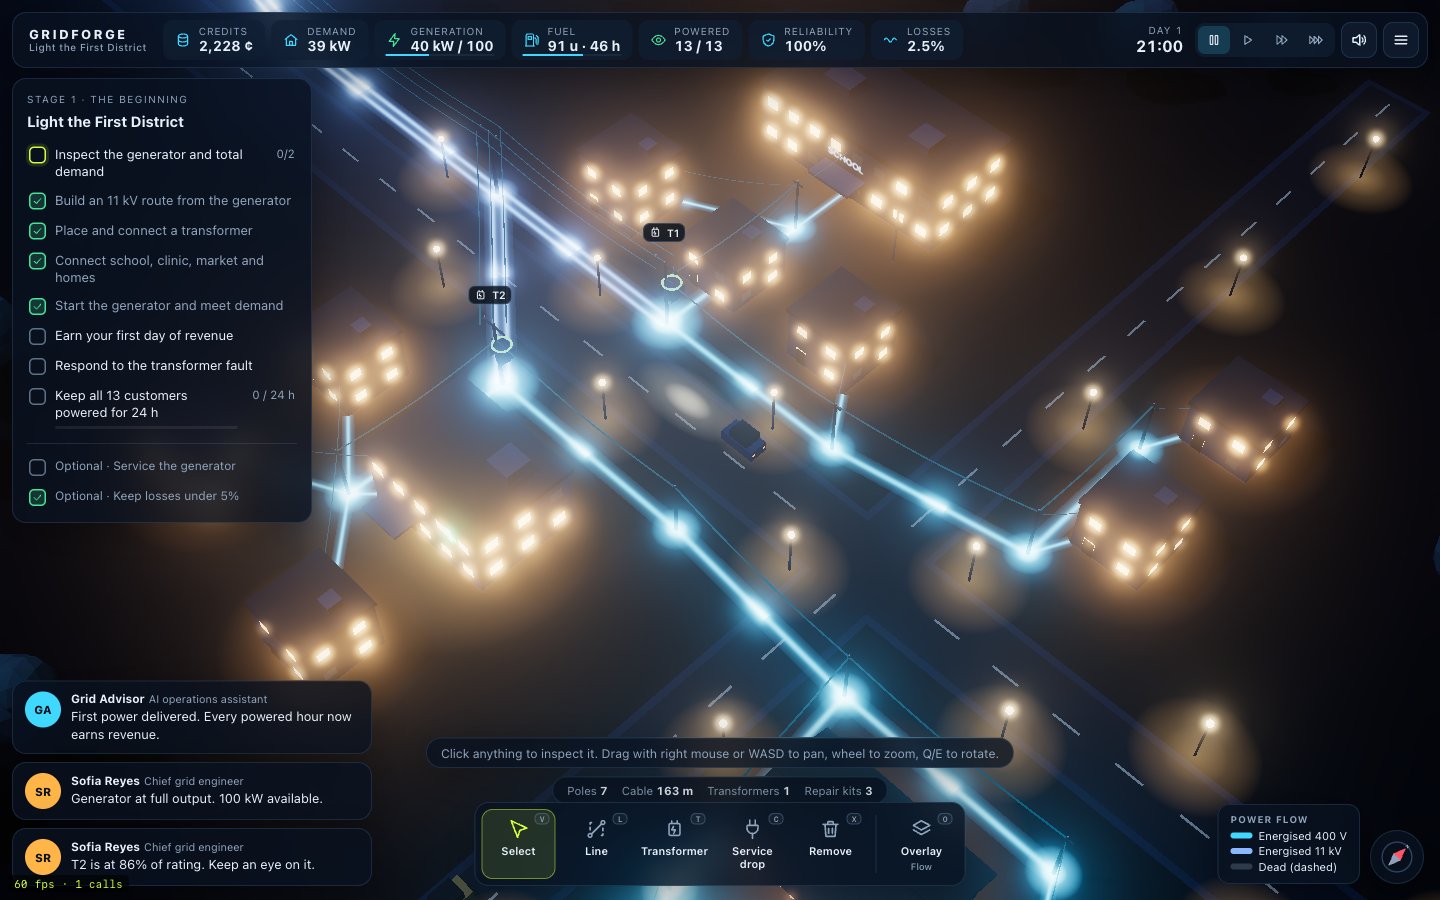 GRIDFORGE
Light the First District
CREDITS
2,228 ¢
DEMAND
39 kW
GENERATION
40 kW / 100
FUEL
91 u · 46 h
POWERED
13 / 13
RELIABILITY
100%
LOSSES
2.5%
DAY 1
21:00
STAGE 1 · THE BEGINNING
Light the First District
Inspect the generator and total demand 0/2
Build an 11 kV route from the generator
Place and connect a transformer
Connect school, clinic, market and homes
Start the generator and meet demand
Earn your first day of revenue
Respond to the transformer fault
Keep all 13 customers powered for 24 h 0 / 24 h
Optional · Service the generator
Optional · Keep losses under 5%
SCHOOL
T1
T2
Grid Advisor AI operations assistant
First power delivered. Every powered hour now
earns revenue.
Sofia Reyes Chief grid engineer
Generator at full output. 100 kW available.
Sofia Reyes Chief grid engineer
T2 is at 86% of rating. Keep an eye on it.
60 fps · 1 calls
Click anything to inspect it. Drag with right mouse or WASD to pan, wheel to zoom, Q/E to rotate.
Poles 7 Cable 163 m Transformers 1 Repair kits 3
Select V
Line L
Transformer T
Service drop C
Remove X
Overlay O
Flow
POWER FLOW
Energised 400 V
Energised 11 kV
Dead (dashed)